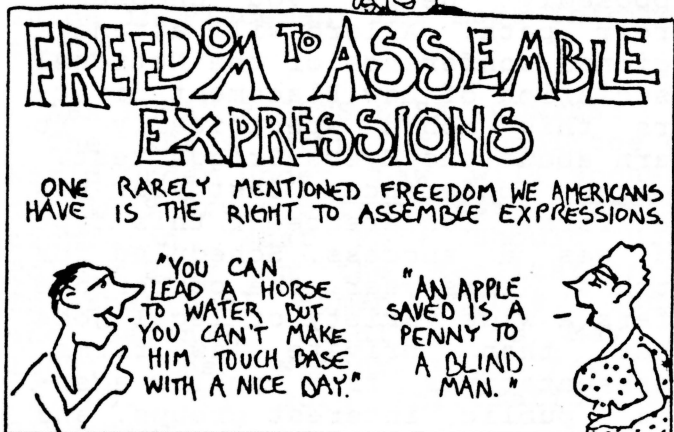 FREEDOM TO ASSEMBLE
EXPRESSIONS
ONE RARELY MENTIONED FREEDOM WE AMERICANS
HAVE IS THE RIGHT TO ASSEMBLE EXPRESSIONS.
"YOU CAN
LEAD A HORSE
TO WATER BUT
YOU CAN'T MAKE
HIM TOUCH BASE
WITH A NICE DAY."
"AN APPLE
SAVED IS A
PENNY TO
A BLIND
MAN."